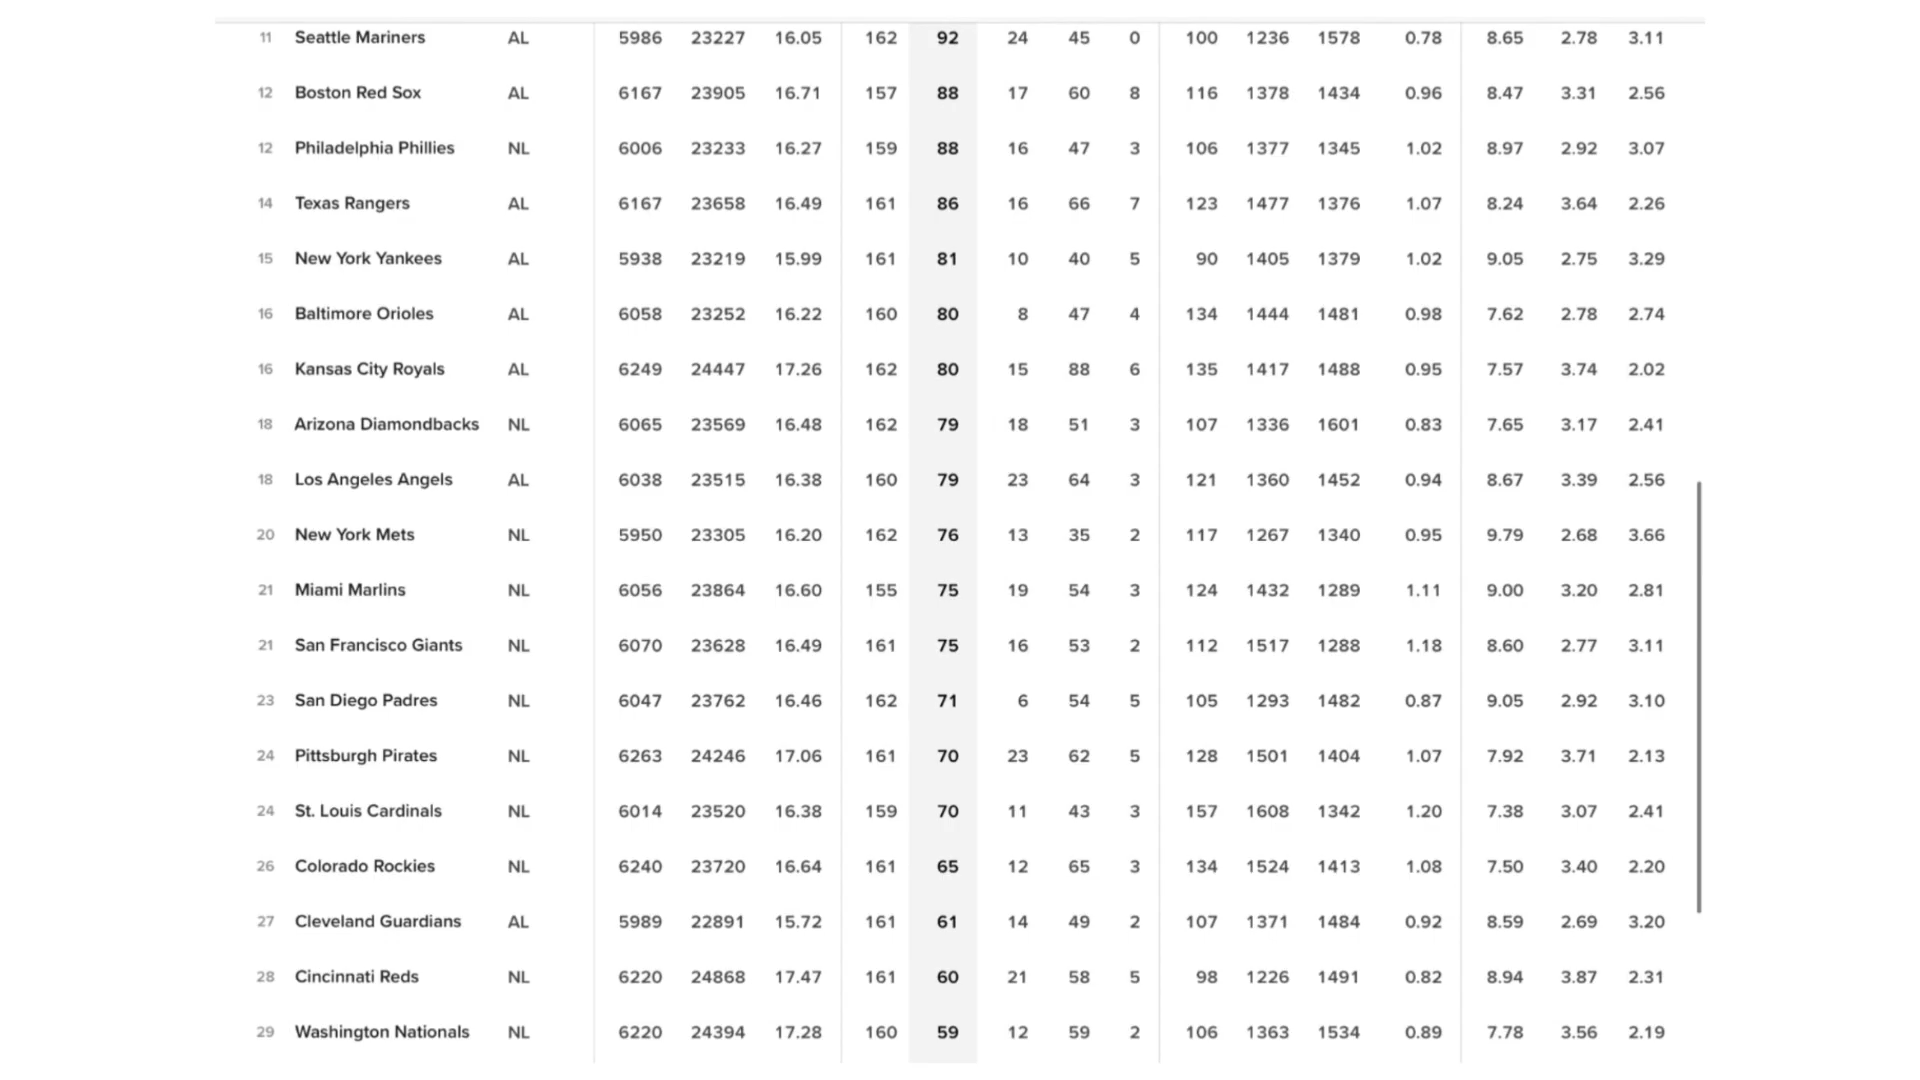 11 Seattle Mariners AL 5986 23227 16.05 162 92 24 45 0 100 1236 1578 0.78 8.65 2.78 3.11
12 Boston Red Sox AL 6167 23905 16.71 157 88 17 60 8 116 1378 1434 0.96 8.47 3.31 2.56
12 Philadelphia Phillies NL 6006 23233 16.27 159 88 16 47 3 106 1377 1345 1.02 8.97 2.92 3.07
14 Texas Rangers AL 6167 23658 16.49 161 86 16 66 7 123 1477 1376 1.07 8.24 3.64 2.26
15 New York Yankees AL 5938 23219 15.99 161 81 10 40 5 90 1405 1379 1.02 9.05 2.75 3.29
16 Baltimore Orioles AL 6058 23252 16.22 160 80 8 47 4 134 1444 1481 0.98 7.62 2.78 2.74
16 Kansas City Royals AL 6249 24447 17.26 162 80 15 88 6 135 1417 1488 0.95 7.57 3.74 2.02
18 Arizona Diamondbacks NL 6065 23569 16.48 162 79 18 51 3 107 1336 1601 0.83 7.65 3.17 2.41
18 Los Angeles Angels AL 6038 23515 16.38 160 79 23 64 3 121 1360 1452 0.94 8.67 3.39 2.56
20 New York Mets NL 5950 23305 16.20 162 76 13 35 2 117 1267 1340 0.95 9.79 2.68 3.66
21 Miami Marlins NL 6056 23864 16.60 155 75 19 54 3 124 1432 1289 1.11 9.00 3.20 2.81
21 San Francisco Giants NL 6070 23628 16.49 161 75 16 53 2 112 1517 1288 1.18 8.60 2.77 3.11
23 San Diego Padres NL 6047 23762 16.46 162 71 6 54 5 105 1293 1482 0.87 9.05 2.92 3.10
24 Pittsburgh Pirates NL 6263 24246 17.06 161 70 23 62 5 128 1501 1404 1.07 7.92 3.71 2.13
24 St. Louis Cardinals NL 6014 23520 16.38 159 70 11 43 3 157 1608 1342 1.20 7.38 3.07 2.41
26 Colorado Rockies NL 6240 23720 16.64 161 65 12 65 3 134 1524 1413 1.08 7.50 3.40 2.20
27 Cleveland Guardians AL 5989 22891 15.72 161 61 14 49 2 107 1371 1484 0.92 8.59 2.69 3.20
28 Cincinnati Reds NL 6220 24868 17.47 161 60 21 58 5 98 1226 1491 0.82 8.94 3.87 2.31
29 Washington Nationals NL 6220 24394 17.28 160 59 12 59 2 106 1363 1534 0.89 7.78 3.56 2.19